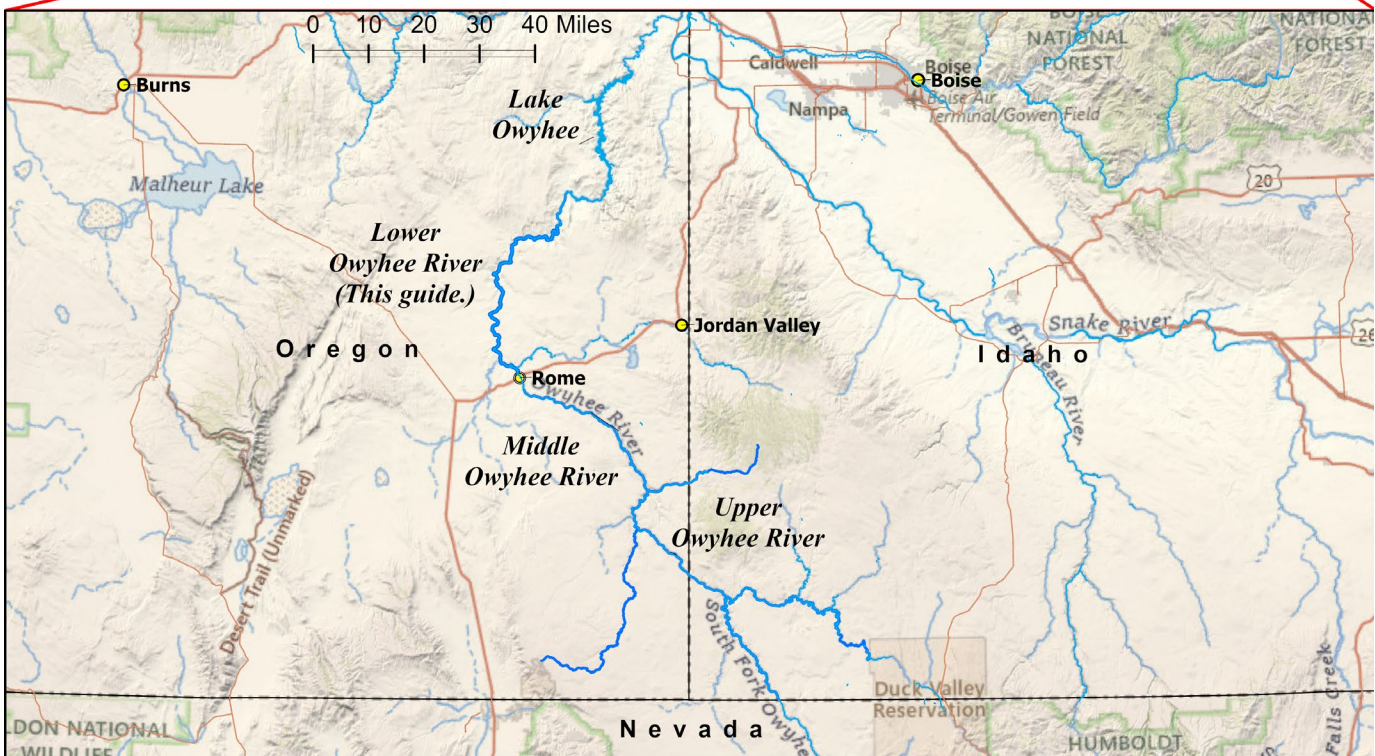 0 10 20 30 40 Miles
BOISE
NATIONAL
FOREST
NATIONAL
FOREST
Caldwell
Boise
Boise
Burns
Nampa
Boise Air
Terminal/Gowen Field
Lake
Owyhee
Malheur Lake
20
Lower
Owyhee River
(This guide.)
Jordan Valley
Snake River
26
Oregon
Idaho
Bruneau River
Rome
Owyhee River
Middle
Owyhee River
Upper
Owyhee River
Desert Trail (Unmarked)
South Fork Owyhe
Duck Valley
Reservation
Falls Creek
Nevada
LDON NATIONAL
WILDLIFE
HUMBOLDT